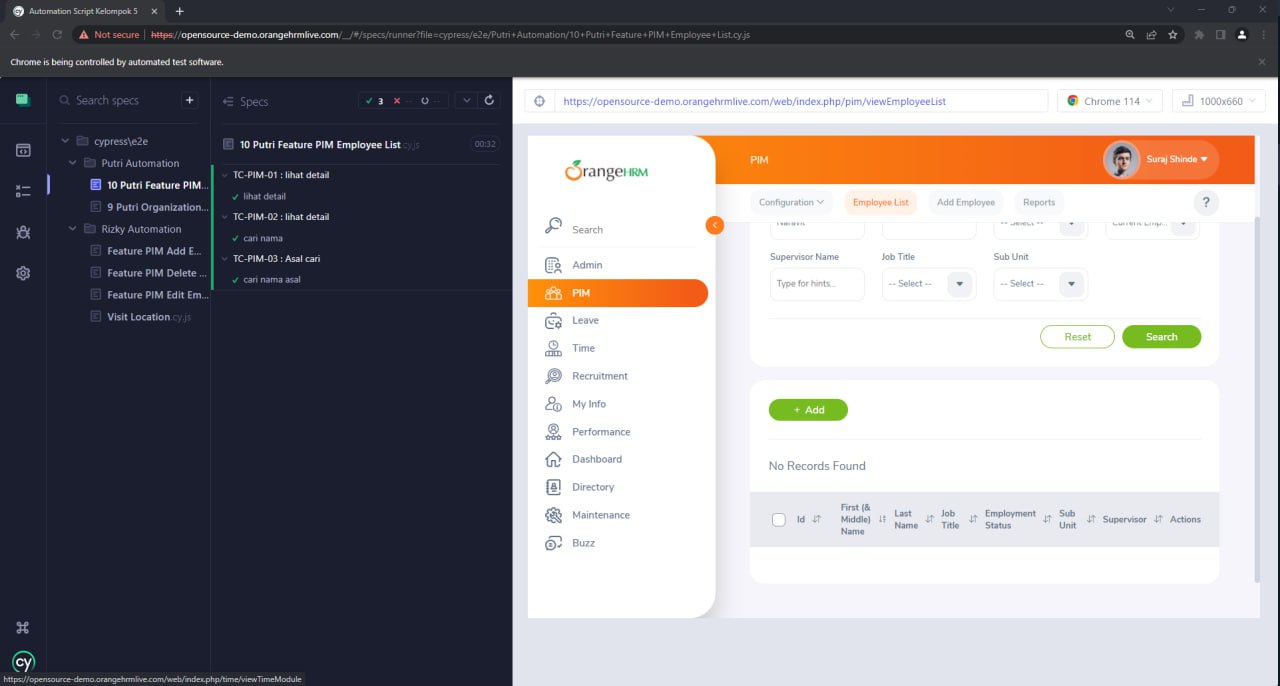 Automation Script Kelompok 5
Not secure
https://opensource-demo.orangehrmlive.com/__/#/specs/runner?file=cypress/e2e/Putri+Automation/10+Putri+Feature+PIM+Employee+List.cy.js
Chrome is being controlled by automated test software.
Search specs
Specs
3 -- --
cypress\e2e
Putri Automation
10 Putri Feature PIM...
9 Putri Organization...
Rizky Automation
Feature PIM Add E...
Feature PIM Delete ...
Feature PIM Edit Em...
Visit Location.cy.js
10 Putri Feature PIM Employee List.cy.js
00:32
TC-PIM-01 : lihat detail
lihat detail
TC-PIM-02 : lihat detail
cari nama
TC-PIM-03 : Asal cari
cari nama asal
https://opensource-demo.orangehrmlive.com/web/index.php/pim/viewEmployeeList
Chrome 114
1000x660
OrangeHRM
Search
Admin
PIM
Leave
Time
Recruitment
My Info
Performance
Dashboard
Directory
Maintenance
Buzz
PIM
Suraj Shinde
Configuration
Employee List
Add Employee
Reports
?
Naravit
-- Select --
Current Emp...
Supervisor Name
Job Title
Sub Unit
Type for hints...
-- Select --
-- Select --
Reset
Search
+ Add
No Records Found
Id
First (& Middle) Name
Last Name
Job Title
Employment Status
Sub Unit
Supervisor
Actions
cy
https://opensource-demo.orangehrmlive.com/web/index.php/time/viewTimeModule